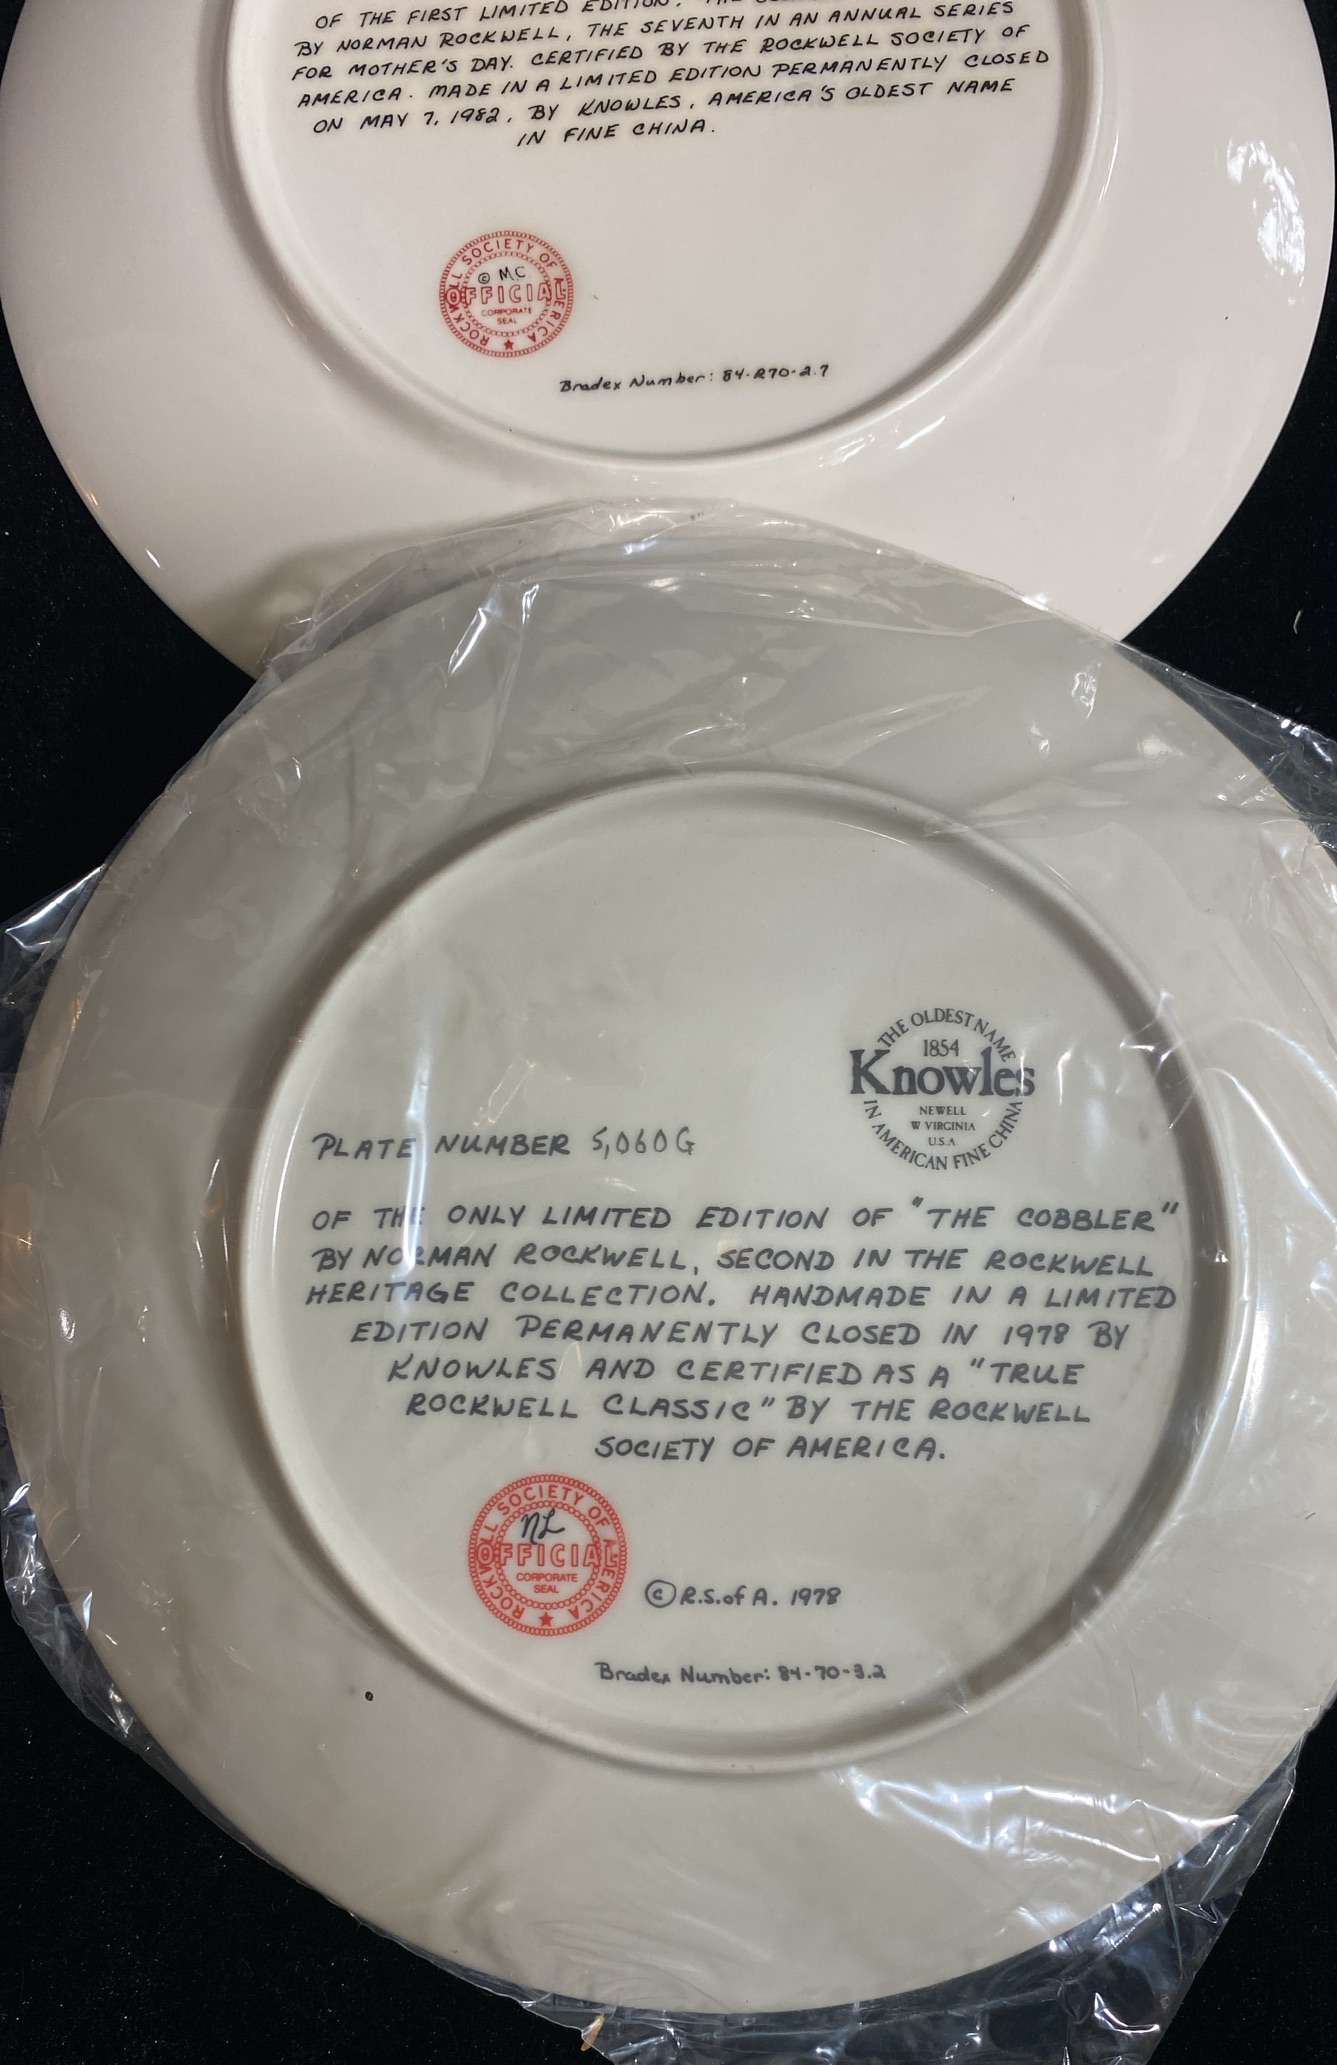 OF THE FIRST LIMITED EDITION. THE
BY NORMAN ROCKWELL, THE SEVENTH IN AN ANNUAL SERIES
FOR MOTHER'S DAY. CERTIFIED BY THE ROCKWELL SOCIETY OF
AMERICA. MADE IN A LIMITED EDITION PERMANENTLY CLOSED
ON MAY 7, 1982, BY KNOWLES, AMERICA'S OLDEST NAME
IN FINE CHINA.
ROCKWELL SOCIETY OF AMERICA
© MC
OFFICIAL
CORPORATE
SEAL
Bradex Number: 84-R70-2.7
THE OLDEST NAME
1854
Knowles
NEWELL
W VIRGINIA
U.S.A
IN AMERICAN FINE CHINA
PLATE NUMBER 5,060G
OF THE ONLY LIMITED EDITION OF "THE COBBLER"
BY NORMAN ROCKWELL, SECOND IN THE ROCKWELL
HERITAGE COLLECTION. HANDMADE IN A LIMITED
EDITION PERMANENTLY CLOSED IN 1978 BY
KNOWLES AND CERTIFIED AS A "TRUE
ROCKWELL CLASSIC" BY THE ROCKWELL
SOCIETY OF AMERICA.
ROCKWELL SOCIETY OF AMERICA
NL
OFFICIAL
CORPORATE
SEAL
© R.S.of A. 1978
Bradex Number: 84-70-3.2